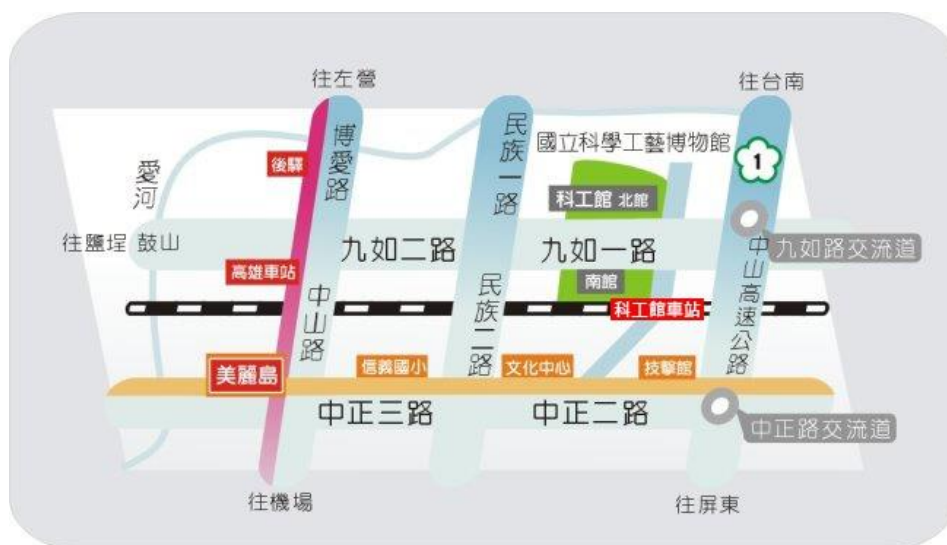 往左營
往台南
愛河
後驛
博愛路
民族一路
國立科學工藝博物館
1
科工館 北館
往鹽埕 鼓山
九如二路
九如一路
九如路交流道
高雄車站
中山路
民族二路
南館
科工館車站
中山高速公路
美麗島
信義國小
文化中心
技擊館
中正三路
中正二路
中正路交流道
往機場
往屏東